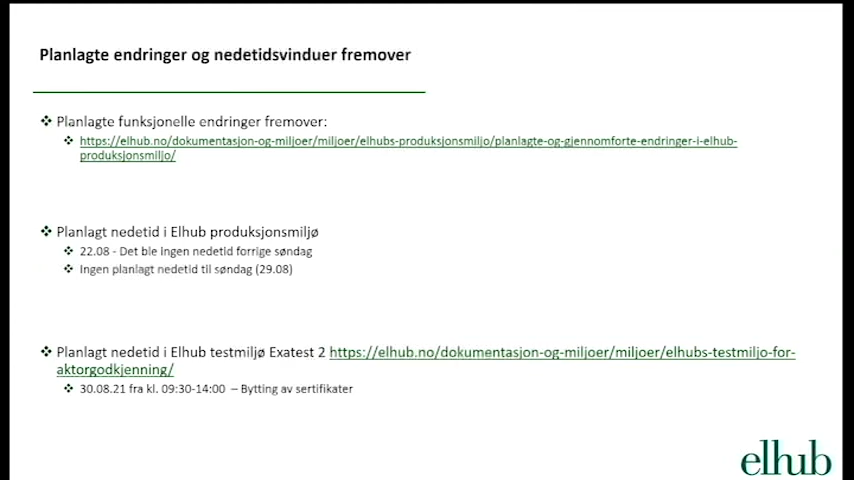 Planlagte endringer og nedetidsvinduer fremover
❖ Planlagte funksjonelle endringer fremover:
❖ https://elhub.no/dokumentasjon-og-miljoer/miljoer/elhubs-produksjonsmiljo/planlagte-og-gjennomforte-endringer-i-elhub-
produksjonsmiljo/
❖ Planlagt nedetid i Elhub produksjonsmiljø
❖ 22.08 - Det ble ingen nedetid forrige søndag
❖ Ingen planlagt nedetid til søndag (29.08)
❖ Planlagt nedetid i Elhub testmiljø Exatest 2 https://elhub.no/dokumentasjon-og-miljoer/miljoer/elhubs-testmiljo-for-
aktorgodkjenning/
❖ 30.08.21 fra kl. 09:30-14:00 – Bytting av sertifikater
elhub